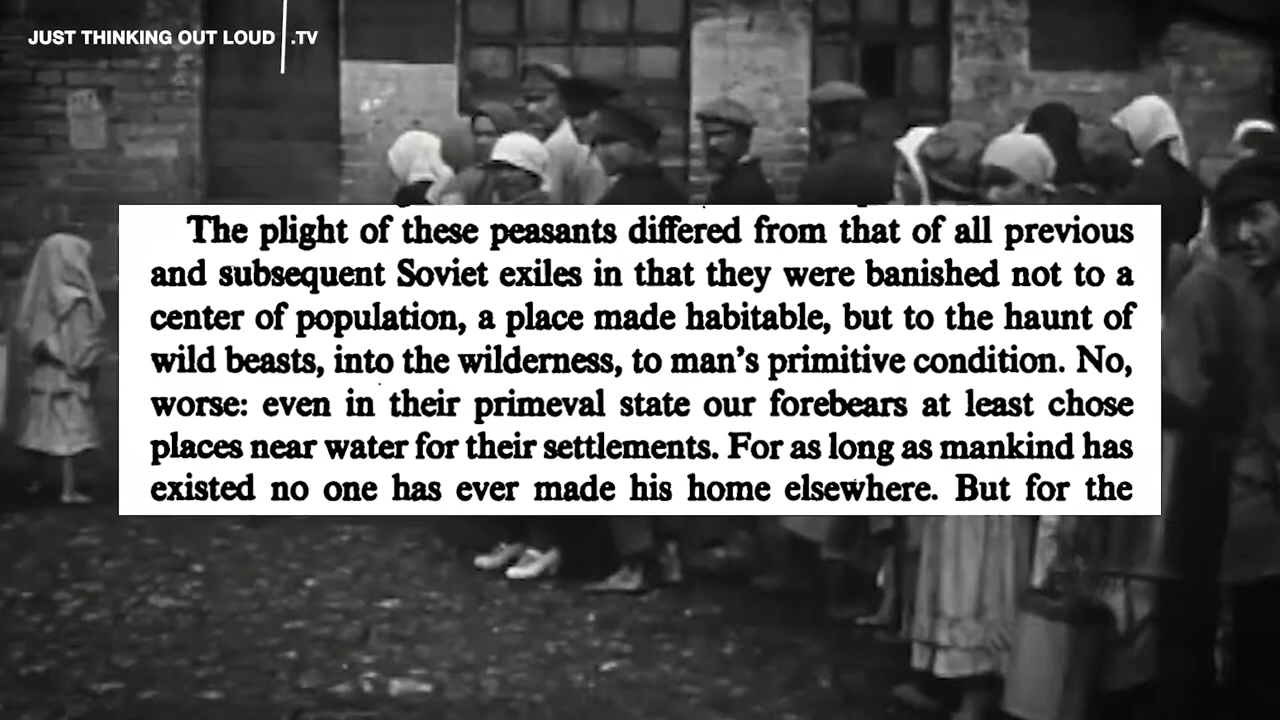 JUST THINKING OUT LOUD .TV
The plight of these peasants differed from that of all previous
and subsequent Soviet exiles in that they were banished not to a
center of population, a place made habitable, but to the haunt of
wild beasts, into the wilderness, to man's primitive condition. No,
worse: even in their primeval state our forebears at least chose
places near water for their settlements. For as long as mankind has
existed no one has ever made his home elsewhere. But for the